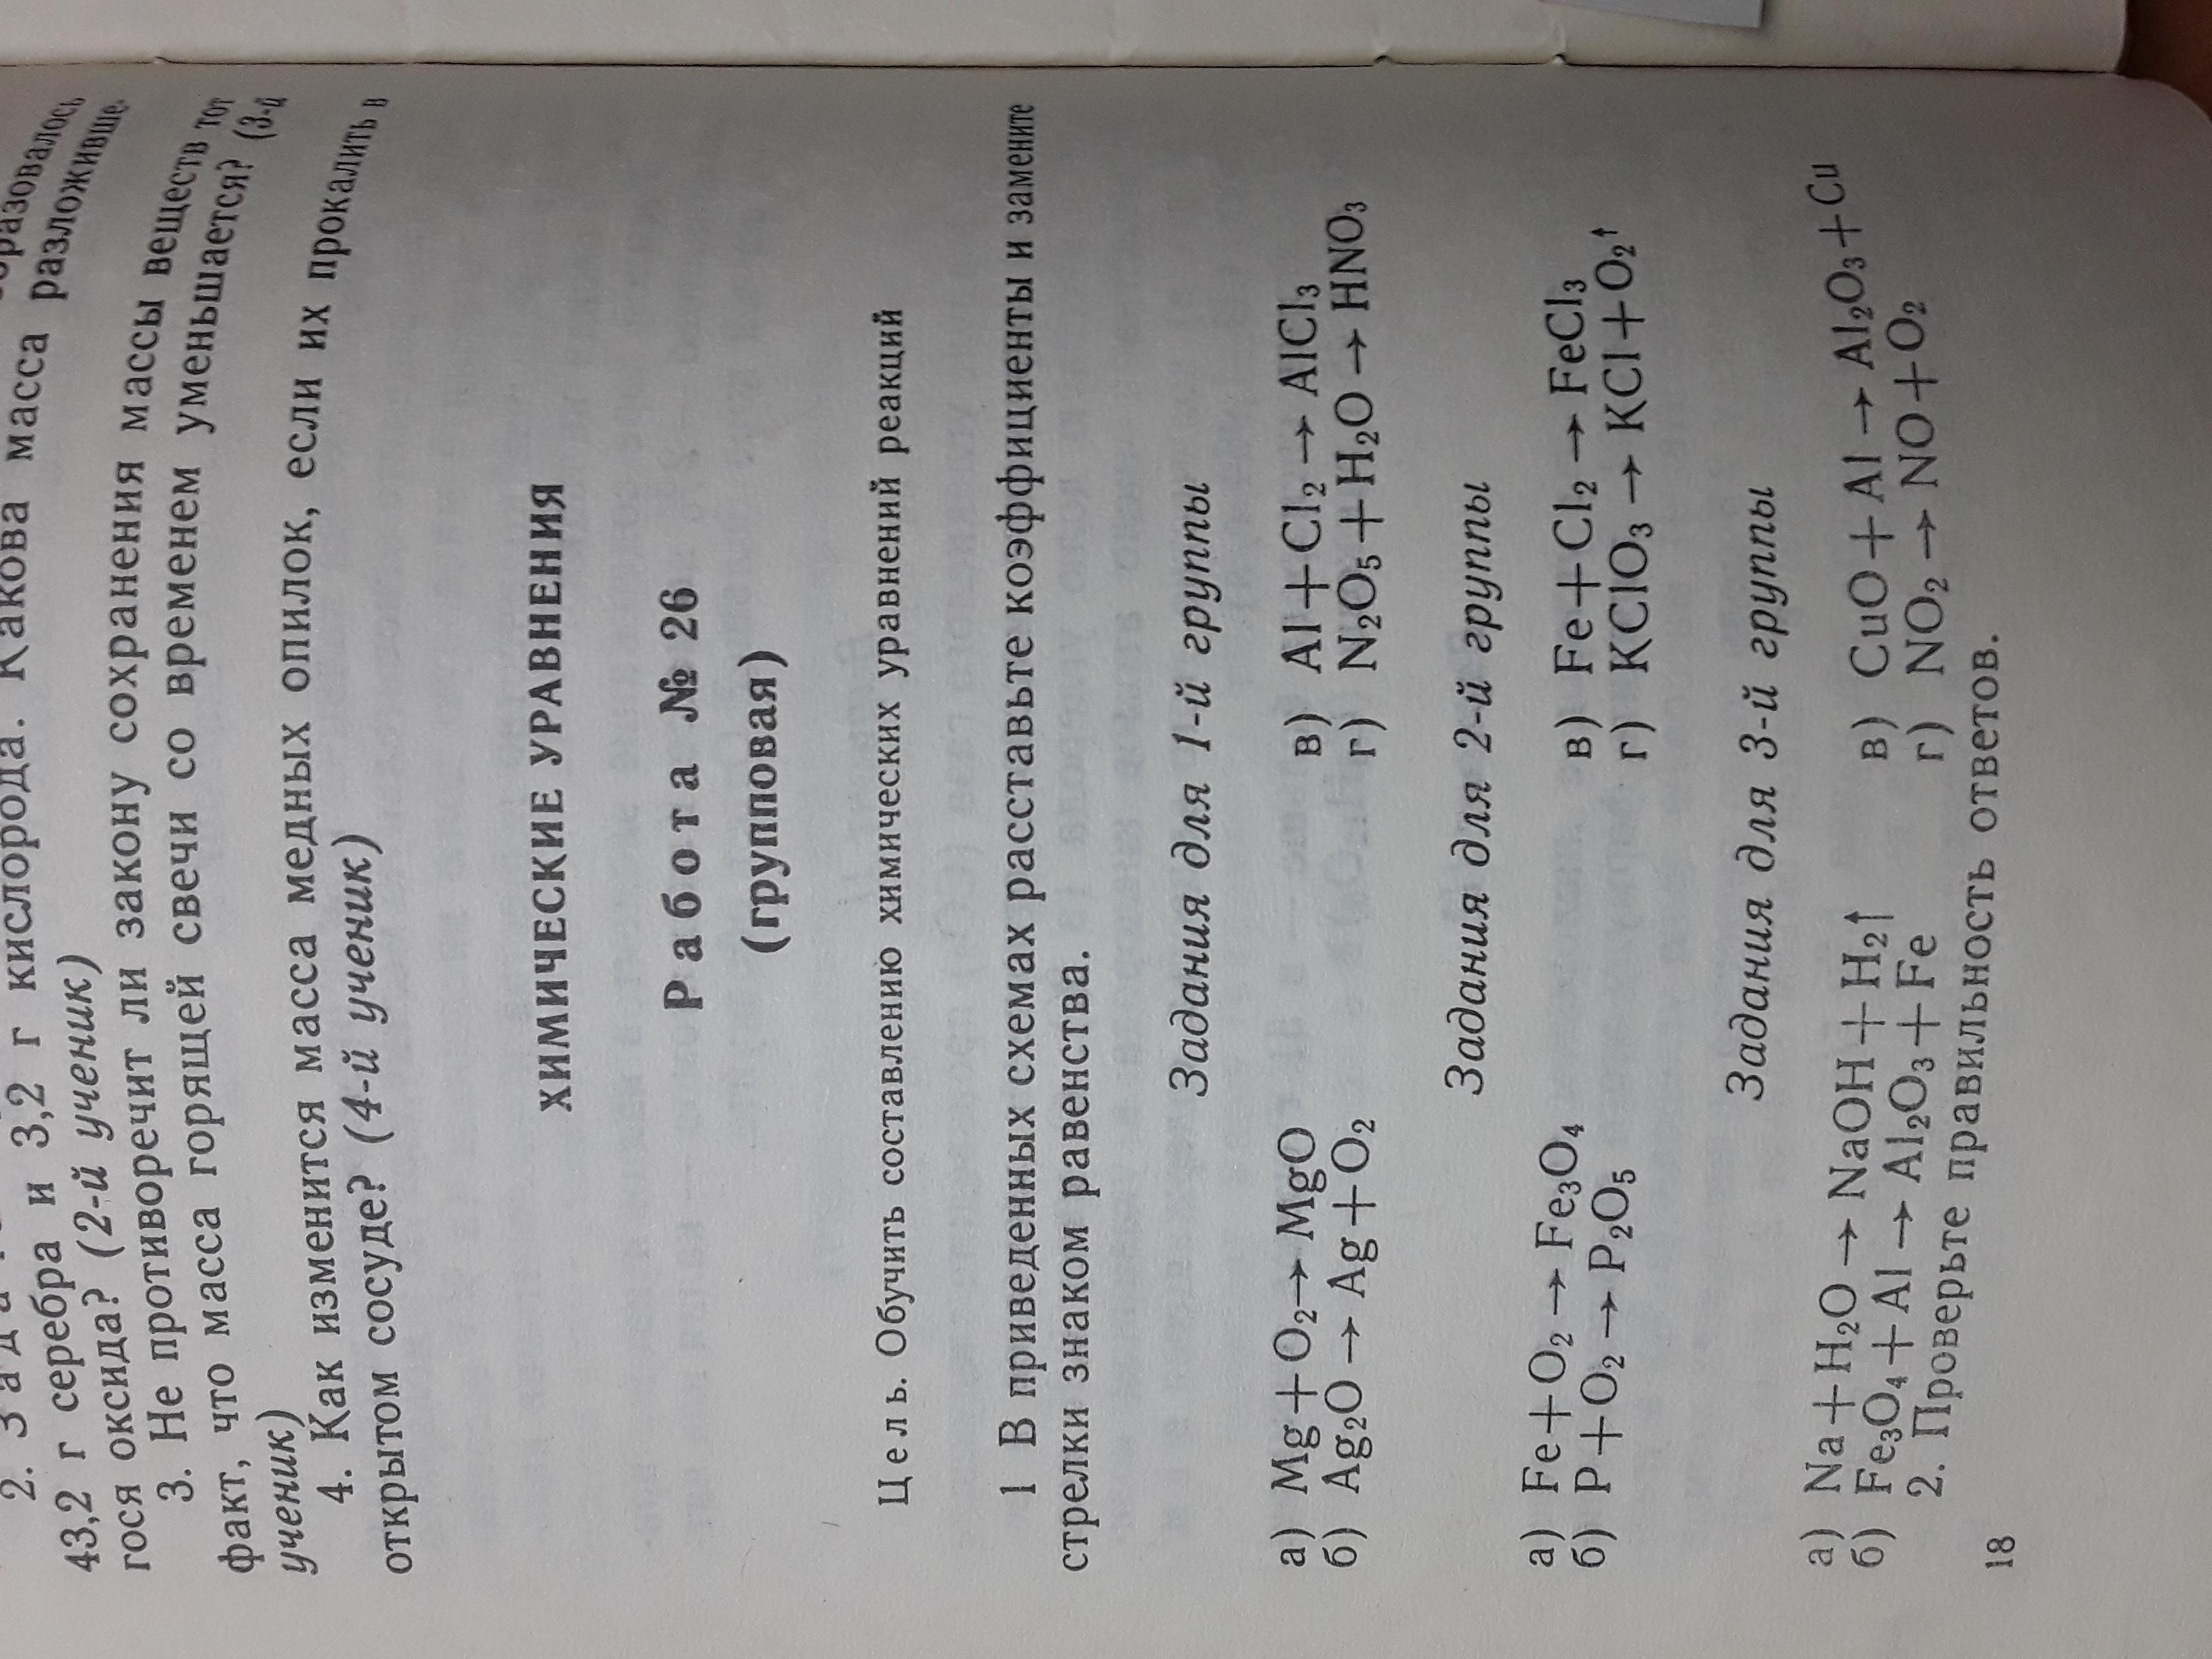 2. З а д а
43,2 г серебра и 3,2 г кислорода. Какова масса разложивше-
гося оксида? (2-й ученик)
3. Не противоречит ли закону сохранения массы веществ тот
факт, что масса горящей свечи со временем уменьшается? (3-й
ученик)
4. Как изменится масса медных опилок, если их прокалить в
открытом сосуде? (4-й ученик)
ХИМИЧЕСКИЕ УРАВНЕНИЯ
Р а б о т а № 26
(групповая)
Ц е л ь. Обучить составлению химических уравнений реакций
1 В приведенных схемах расставьте коэффициенты и замените
стрелки знаком равенства.
Задания для 1-й группы
а) Mg + O₂ → MgO в) Al + Cl₂ → AlCl₃
б) Ag₂O → Ag + O₂ г) N₂O₅ + H₂O → HNO₃
Задания для 2-й группы
а) Fe + O₂ → Fe₃O₄ в) Fe + Cl₂ → FeCl₃
б) P + O₂ → P₂O₅ г) KClO₃ → KCl + O₂↑
Задания для 3-й группы
а) Na + H₂O → NaOH + H₂↑ в) CuO + Al → Al₂O₃ + Cu
б) Fe₃O₄ + Al → Al₂O₃ + Fe г) NO₂ → NO + O₂
2. Проверьте правильность ответов.
18